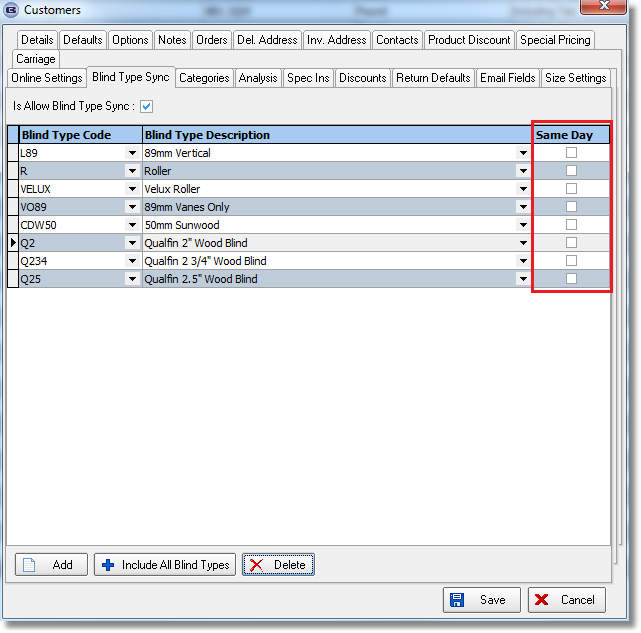 Customers
Details Defaults Options Notes Orders Del. Address Inv. Address Contacts Product Discount Special Pricing
Carriage
Online Settings Blind Type Sync Categories Analysis Spec Ins Discounts Return Defaults Email Fields Size Settings
Is Allow Blind Type Sync :
Blind Type Code Blind Type Description Same Day
L89 89mm Vertical
R Roller
VELUX Velux Roller
VO89 89mm Vanes Only
CDW50 50mm Sunwood
Q2 Qualfin 2" Wood Blind
Q234 Qualfin 2 3/4" Wood Blind
Q25 Qualfin 2.5" Wood Blind
Add Include All Blind Types Delete
Save Cancel